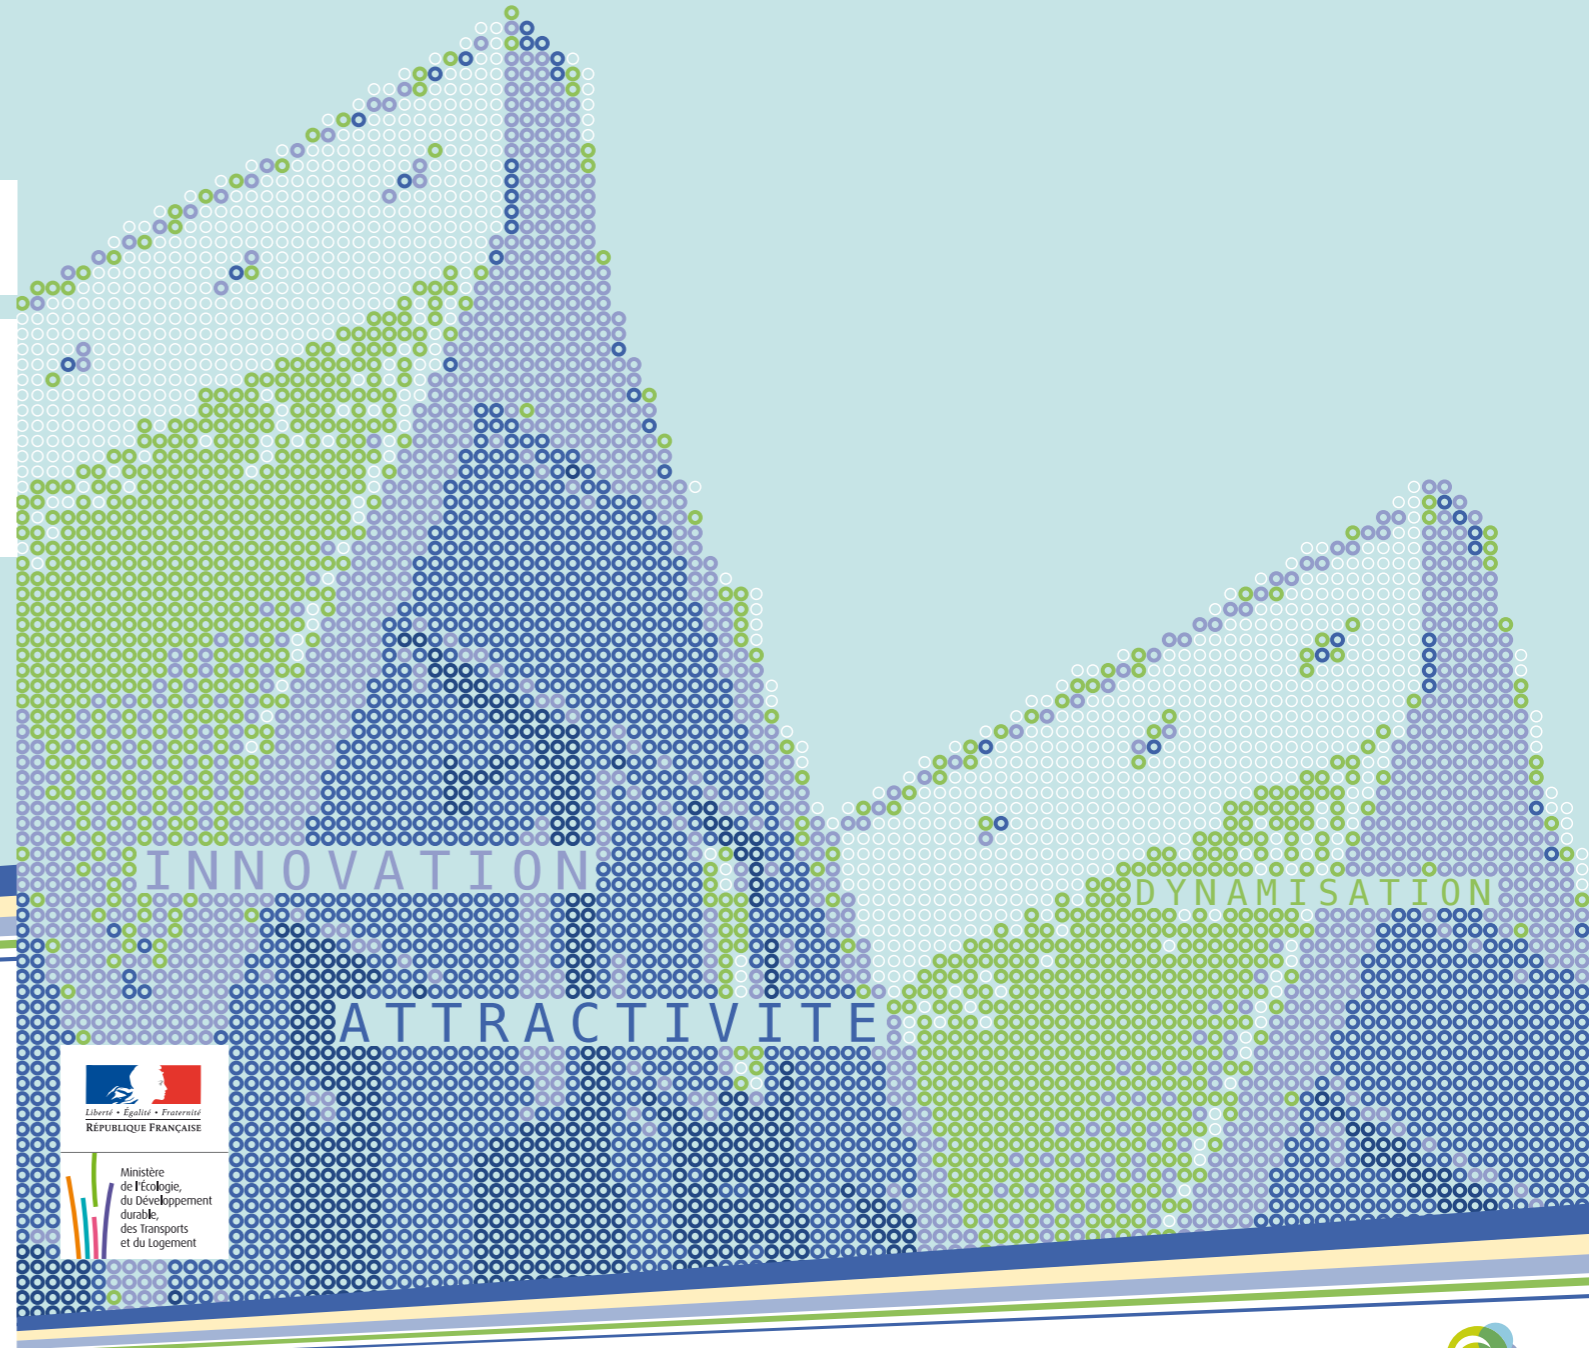 INNOVATION
DYNAMISATION
ATTRACTIVITE
Liberté • Égalité • Fraternité
RÉPUBLIQUE FRANÇAISE
Ministère
de l'Écologie,
du Développement
durable,
des Transports
et du Logement